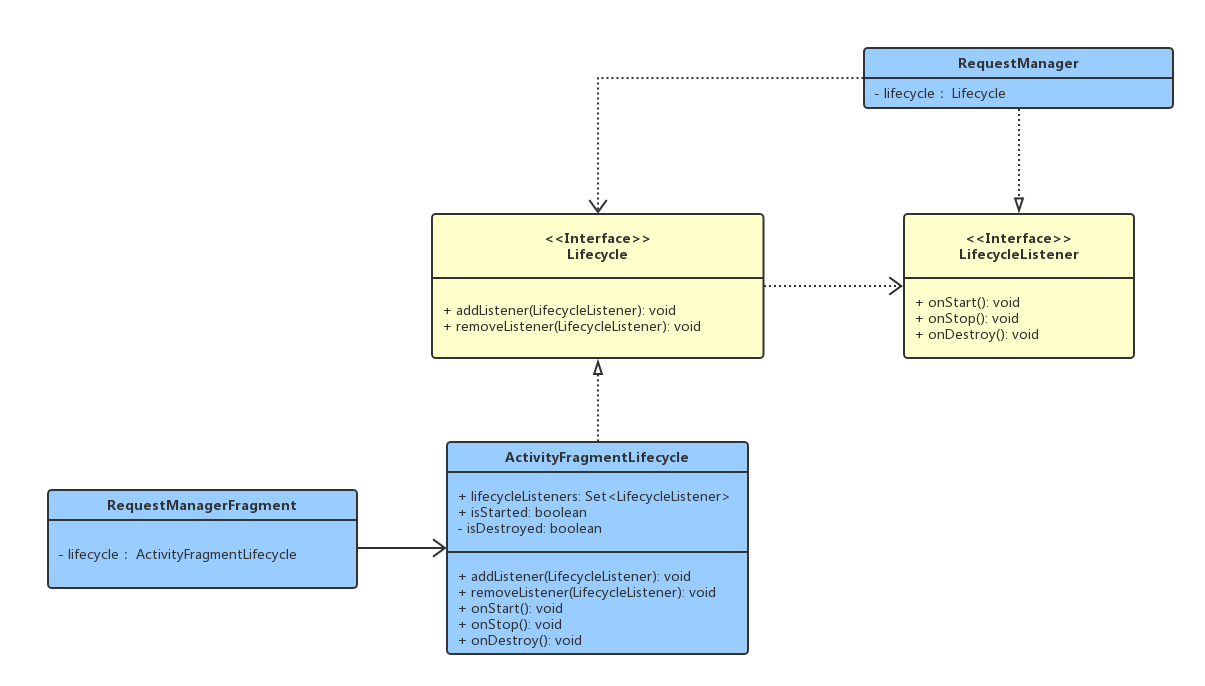 RequestManager
- lifecycle： Lifecycle
<<Interface>>
Lifecycle
+ addListener(LifecycleListener): void
+ removeListener(LifecycleListener): void
<<Interface>>
LifecycleListener
+ onStart(): void
+ onStop(): void
+ onDestroy(): void
ActivityFragmentLifecycle
+ lifecycleListeners: Set<LifecycleListener>
+ isStarted: boolean
- isDestroyed: boolean
+ addListener(LifecycleListener): void
+ removeListener(LifecycleListener): void
+ onStart(): void
+ onStop(): void
+ onDestroy(): void
RequestManagerFragment
- lifecycle： ActivityFragmentLifecycle